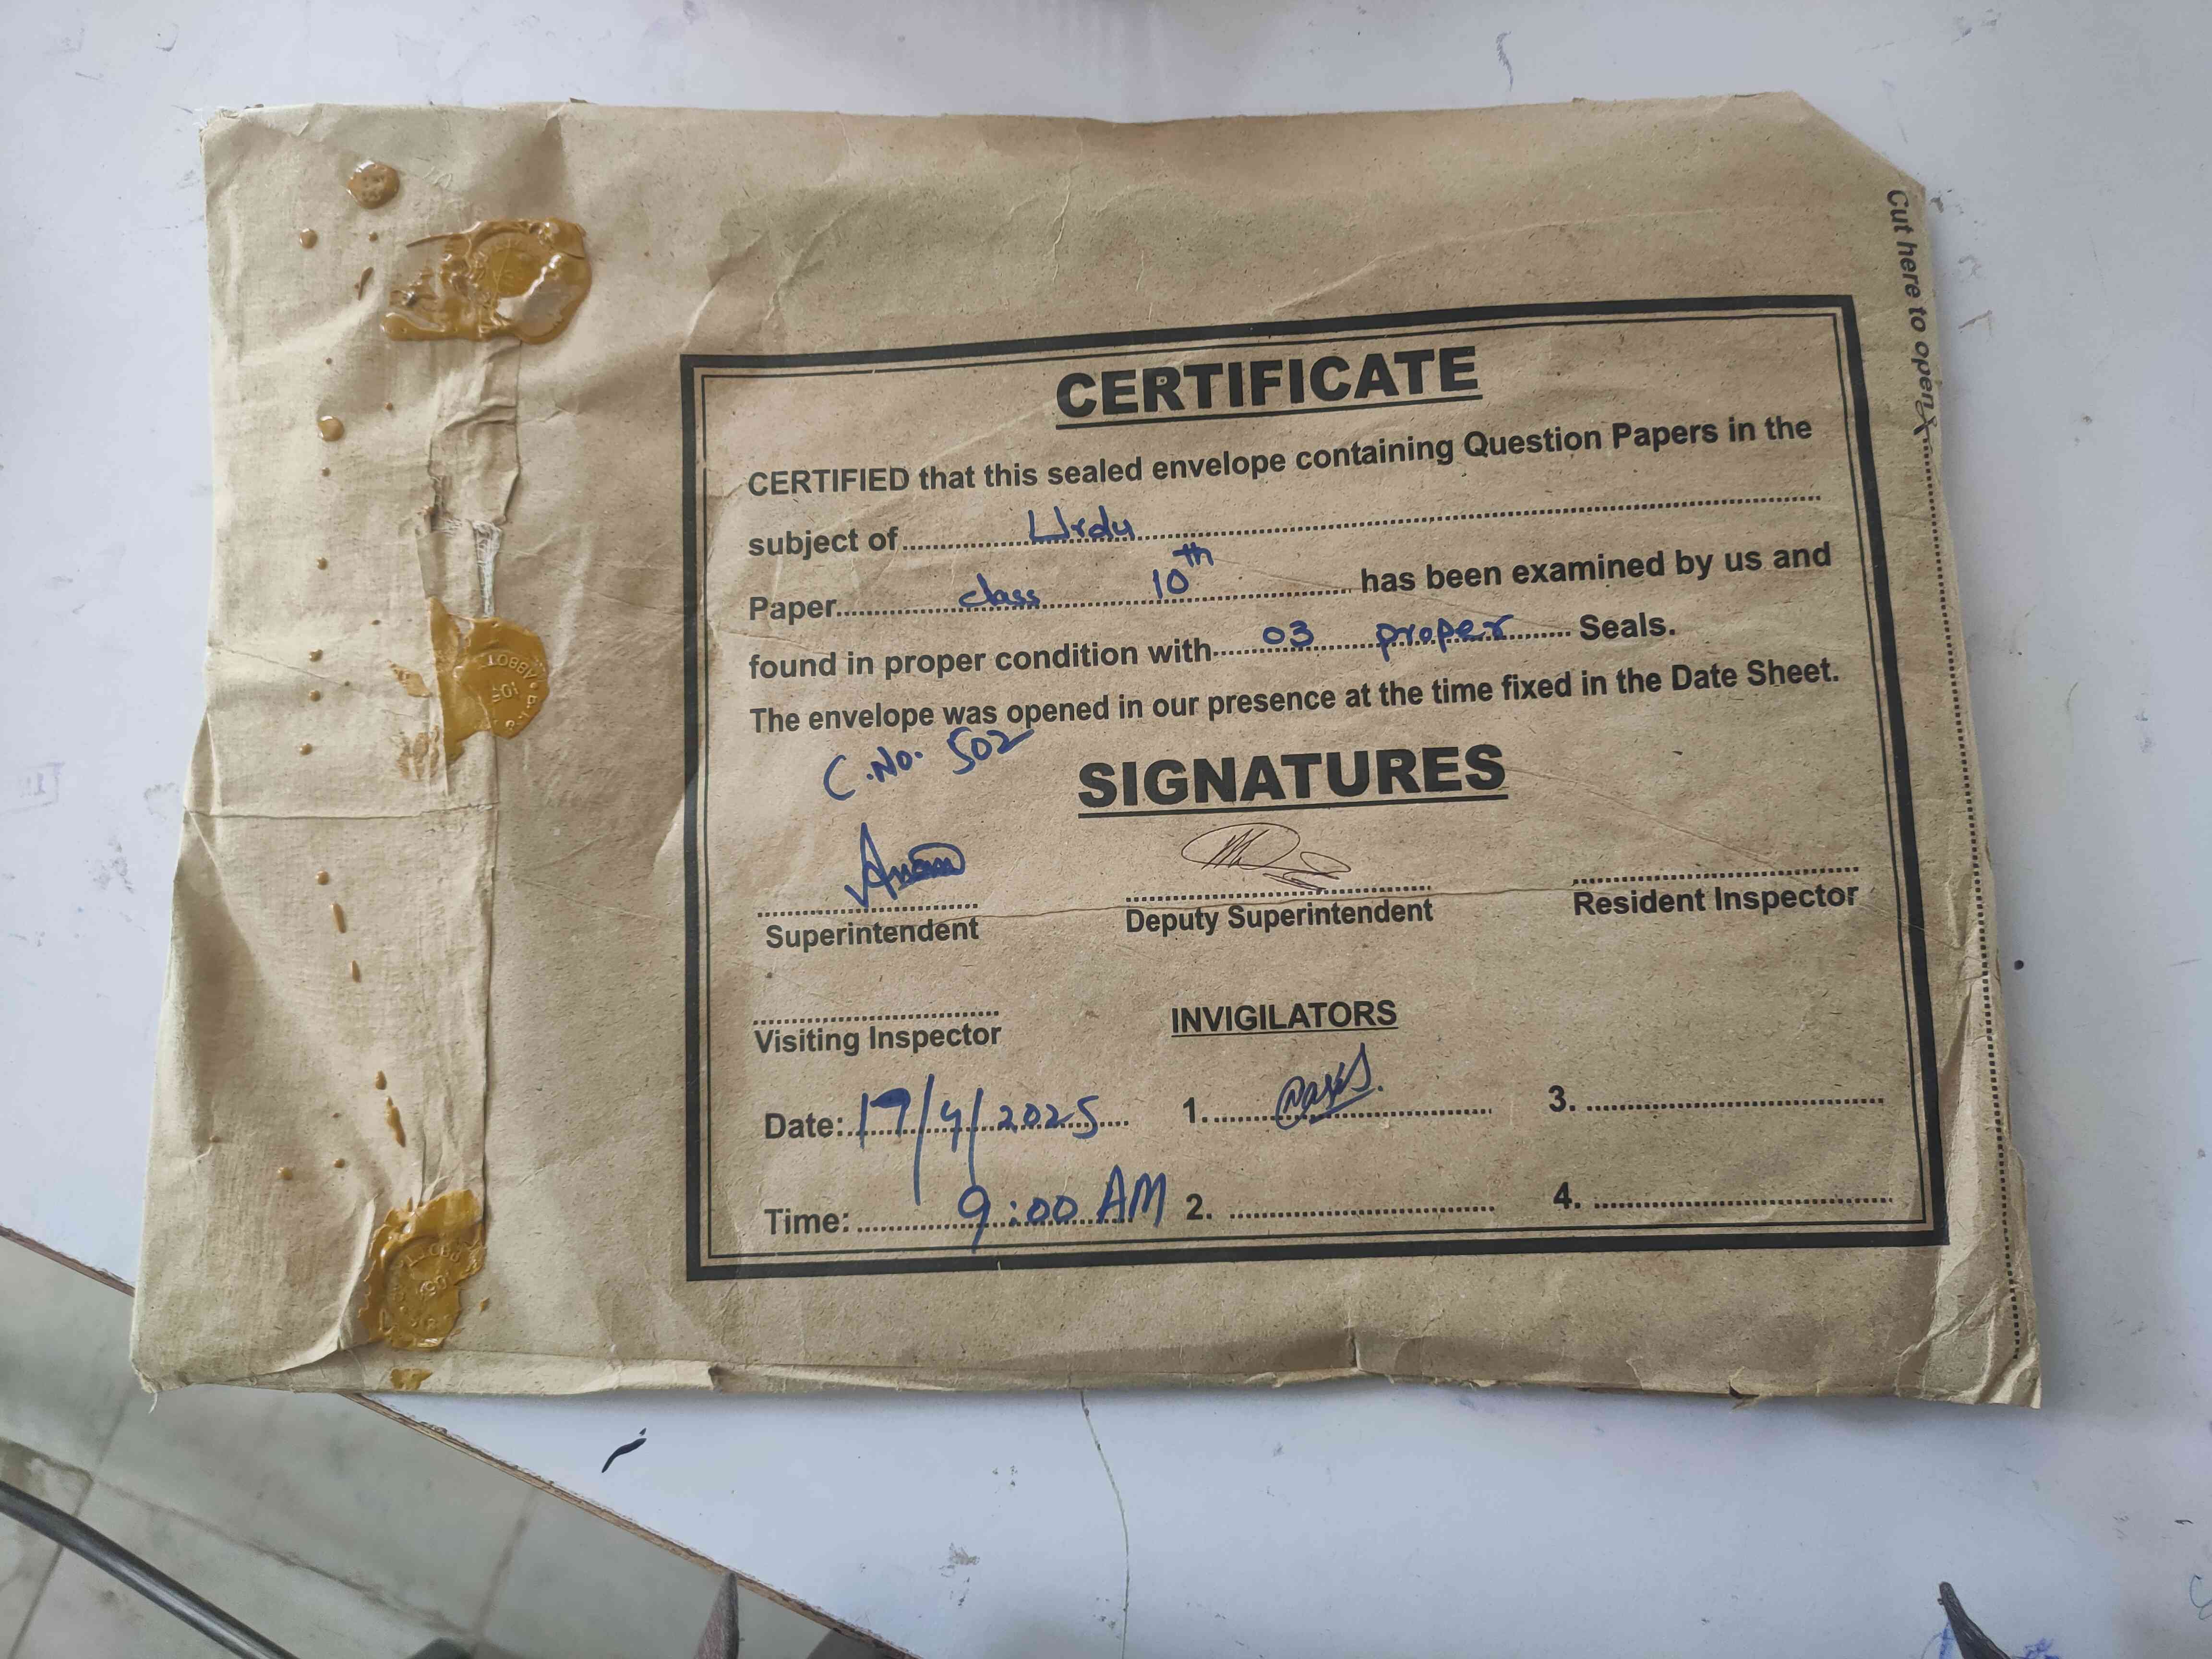 Cut here to open
CERTIFICATE
CERTIFIED that this sealed envelope containing Question Papers in the
subject of Urdu
Paper class 10th has been examined by us and
found in proper condition with 03 proper Seals.
The envelope was opened in our presence at the time fixed in the Date Sheet.
C.No. 502
SIGNATURES
Superintendent Deputy Superintendent Resident Inspector
Visiting Inspector INVIGILATORS
Date: 17/4/2025 1. 3.
Time: 9:00 AM 2. 4.